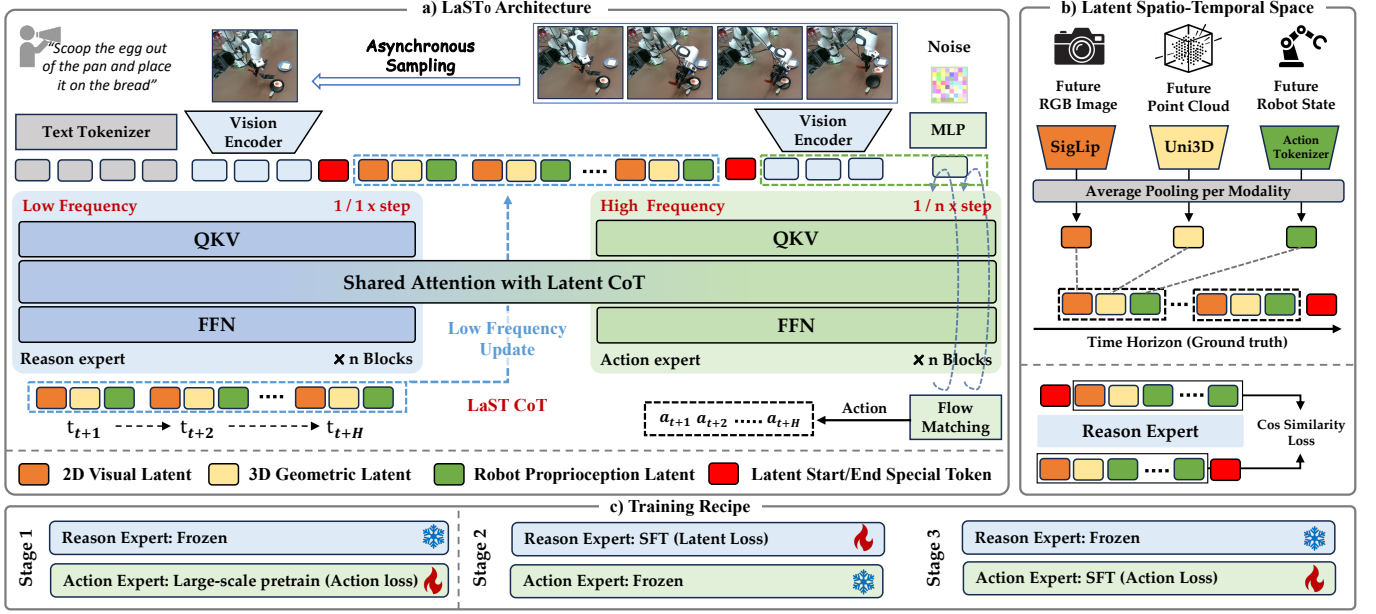 a) LaST₀ Architecture
"Scoop the egg out
of the pan and place
it on the bread"
Asynchronous
Sampling
Noise
Text Tokenizer
Vision
Encoder
Vision
Encoder
MLP
Low Frequency
1 / 1 x step
High Frequency
1 / n x step
QKV
QKV
Shared Attention with Latent CoT
FFN
FFN
Low Frequency
Update
Reason expert
× n Blocks
Action expert
× n Blocks
LaST CoT
t_{t+1}
t_{t+2}
t_{t+H}
a_{t+1} a_{t+2} ..... a_{t+H}
Action
Flow
Matching
2D Visual Latent
3D Geometric Latent
Robot Proprioception Latent
Latent Start/End Special Token
b) Latent Spatio-Temporal Space
Future
RGB Image
Future
Point Cloud
Future
Robot State
SigLip
Uni3D
Action
Tokenizer
Average Pooling per Modality
Time Horizon (Ground truth)
Reason Expert
Cos Similarity
Loss
c) Training Recipe
Stage 1
Reason Expert: Frozen
Action Expert: Large-scale pretrain (Action loss)
Stage 2
Reason Expert: SFT (Latent Loss)
Action Expert: Frozen
Stage 3
Reason Expert: Frozen
Action Expert: SFT (Action Loss)